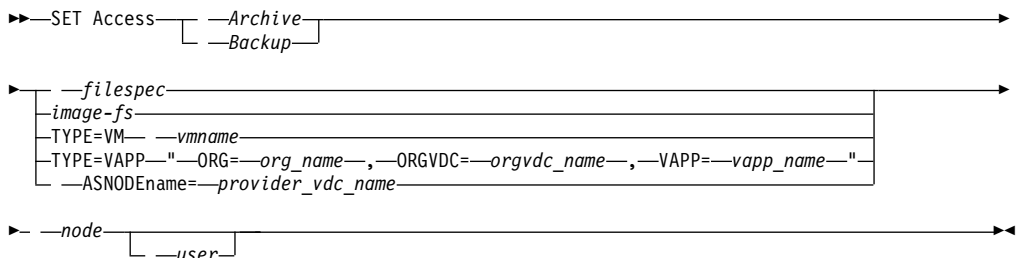 SET Access Archive
Backup
filespec
image-fs
TYPE=VM vmname
TYPE=VAPP " ORG= org_name , ORGVDC= orgvdc_name , VAPP= vapp_name "
ASNODEname= provider_vdc_name
node
user